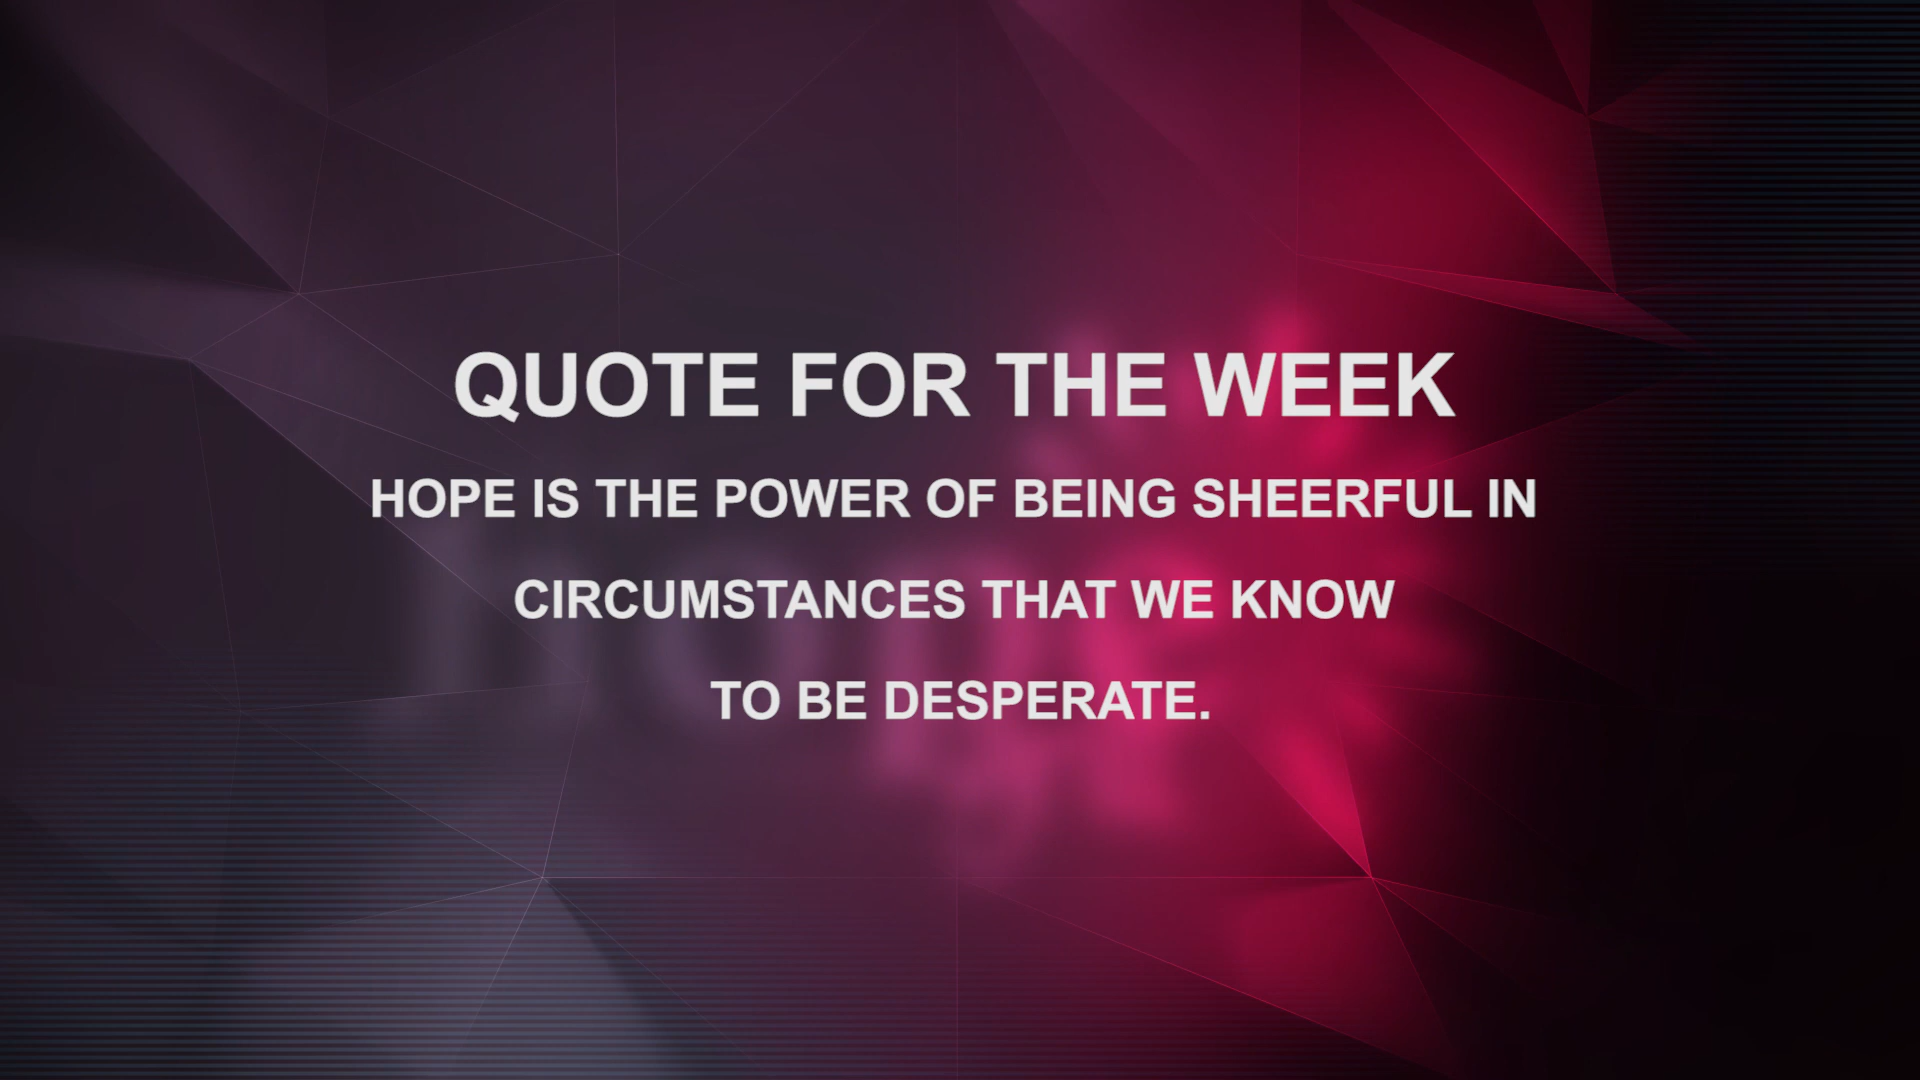 QUOTE FOR THE WEEK
HOPE IS THE POWER OF BEING SHEERFUL IN
CIRCUMSTANCES THAT WE KNOW
TO BE DESPERATE.
hope